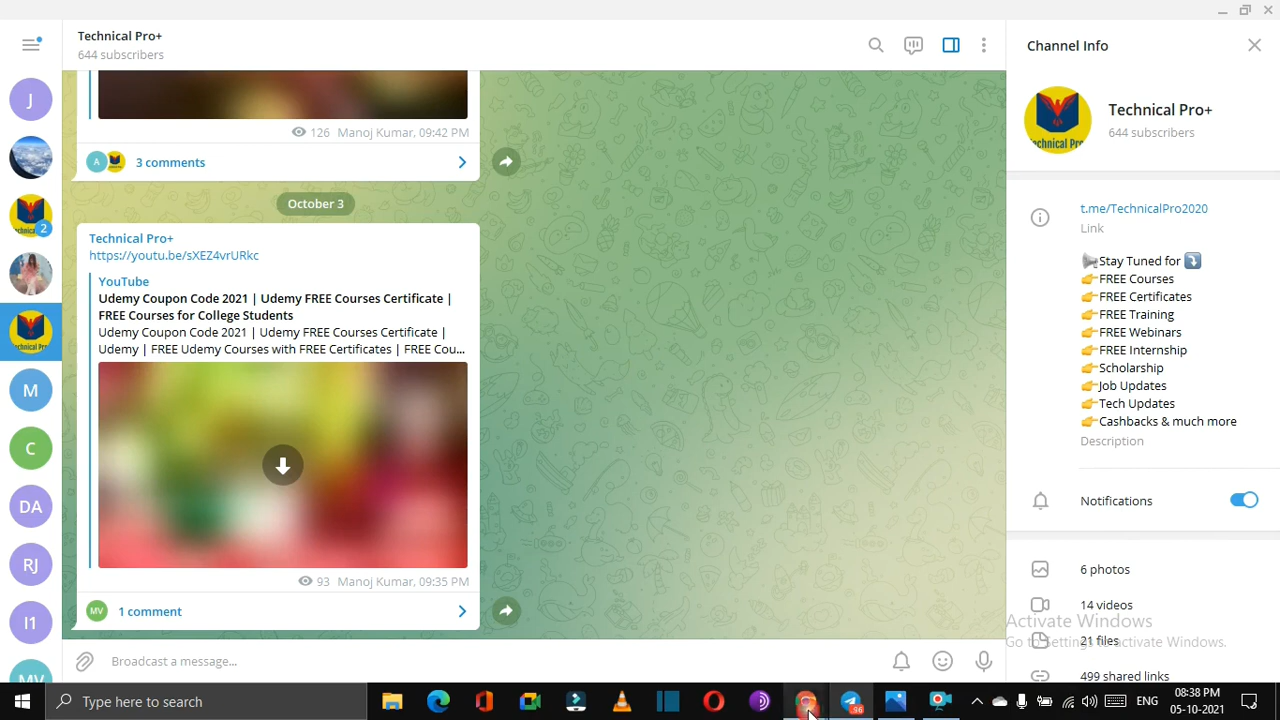 Technical Pro+
644 subscribers
Channel Info
J
Technical Pro+
644 subscribers
126 Manoj Kumar, 09:42 PM
A
3 comments
October 3
2
Technical Pro+
https://youtu.be/sXEZ4vrURkc
YouTube
Udemy Coupon Code 2021 | Udemy FREE Courses Certificate |
FREE Courses for College Students
Udemy Coupon Code 2021 | Udemy FREE Courses Certificate |
Udemy | FREE Udemy Courses with FREE Certificates | FREE Cou...
93 Manoj Kumar, 09:35 PM
MV
1 comment
M
C
DA
RJ
I1
MV
t.me/TechnicalPro2020
Link
📢Stay Tuned for ⤵️
👉FREE Courses
👉FREE Certificates
👉FREE Training
👉FREE Webinars
👉FREE Internship
👉Scholarship
👉Job Updates
👉Tech Updates
👉Cashbacks & much more
Description
Notifications
6 photos
14 videos
21 files
499 shared links
Activate Windows
Go to Settings to activate Windows.
Broadcast a message...
Type here to search
96
ENG
08:38 PM
05-10-2021